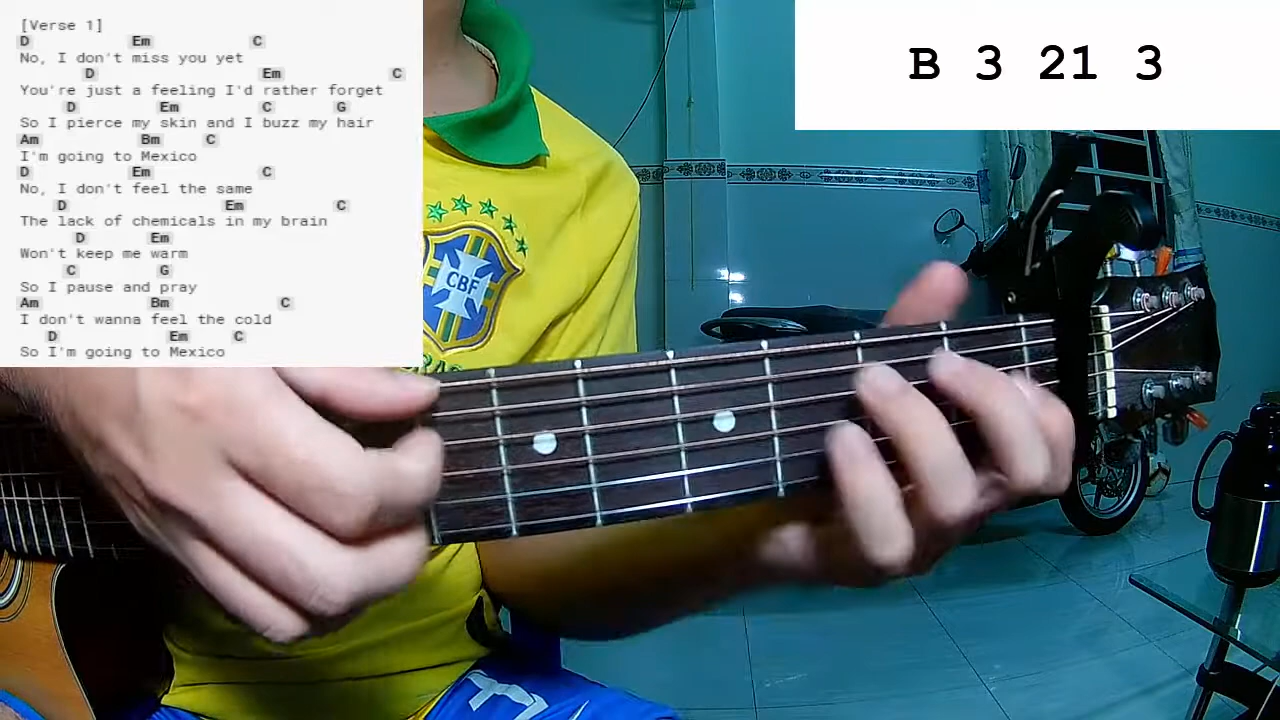 [Verse 1]
D Em C
No, I don't miss you yet
D Em C
You're just a feeling I'd rather forget
D Em C G
So I pierce my skin and I buzz my hair
Am Bm C
I'm going to Mexico
D Em C
No, I don't feel the same
D Em C
The lack of chemicals in my brain
D Em
Won't keep me warm
C G
So I pause and pray
Am Bm C
I don't wanna feel the cold
D Em C
So I'm going to Mexico
B 3 21 3
CBF